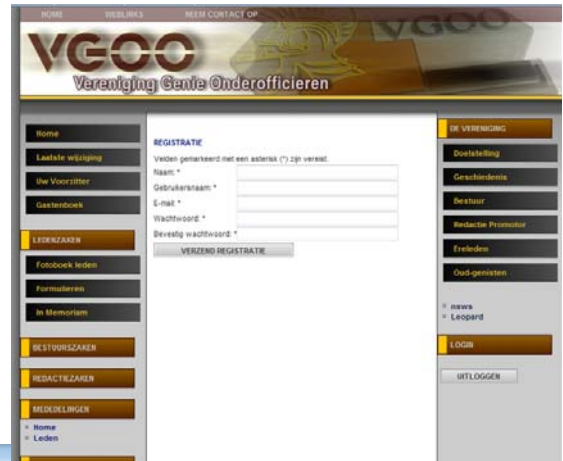 HOME WEBLINKS NEEM CONTACT OP
VGOO
Vereniging Genie Onderofficieren
Home
Laatste wijziging
Uw Voorzitter
Gastenboek
LEDENZAKEN
Fotoboek leden
Formulieren
In Memoriam
BESTUURSZAKEN
REDACTIEZAKEN
MEDEDELINGEN
Home
Leden
REGISTRATIE
Velden gemarkeerd met een asterisk (*) zijn vereist.
Naam: *
Gebruikersnaam: *
E-mail: *
Wachtwoord: *
Bevestig wachtwoord: *
VERZEND REGISTRATIE
DE VERENIGING
Doelstelling
Geschiedenis
Bestuur
Redactie Promotor
Ereleden
Oud-genisten
news
Leopard
LOGIN
UITLOGGEN